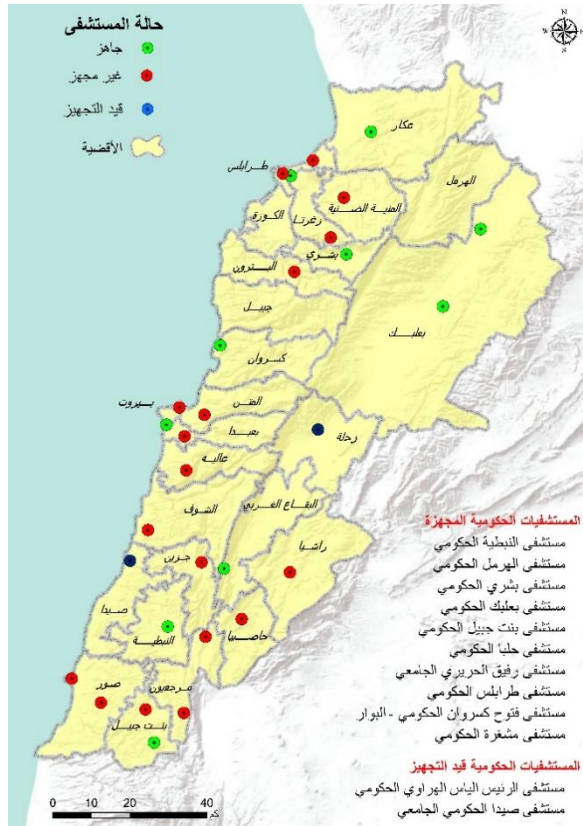 حالة المستشفى
جاهز
غير مجهز
قيد التجهيز
الأقضية
عكار
طرابلس
الهرمل
المنية الضنية
زغرتا
الكورة
بشري
البترون
جبيل
بعلبك
كسروان
المتن
بيروت
بعبدا
زحلة
عاليه
البقاع الغربي
الشوف
راشيا
جزين
صيدا
حاصبيا
النبطية
مرجعيون
صور
بنت جبيل
المستشفيات الحكومية المجهزة
مستشفى النبطية الحكومي
مستشفى الهرمل الحكومي
مستشفى بشري الحكومي
مستشفى بعلبك الحكومي
مستشفى بنت جبيل الحكومي
مستشفى حلبا الحكومي
مستشفى رفيق الحريري الجامعي
مستشفى طرابلس الحكومي
مستشفى فتوح كسروان الحكومي - البوار
مستشفى مشغرة الحكومي
المستشفيات الحكومية قيد التجهيز
مستشفى الرئيس الياس الهراوي الحكومي
مستشفى صيدا الحكومي الجامعي
0 10 20 40
كم